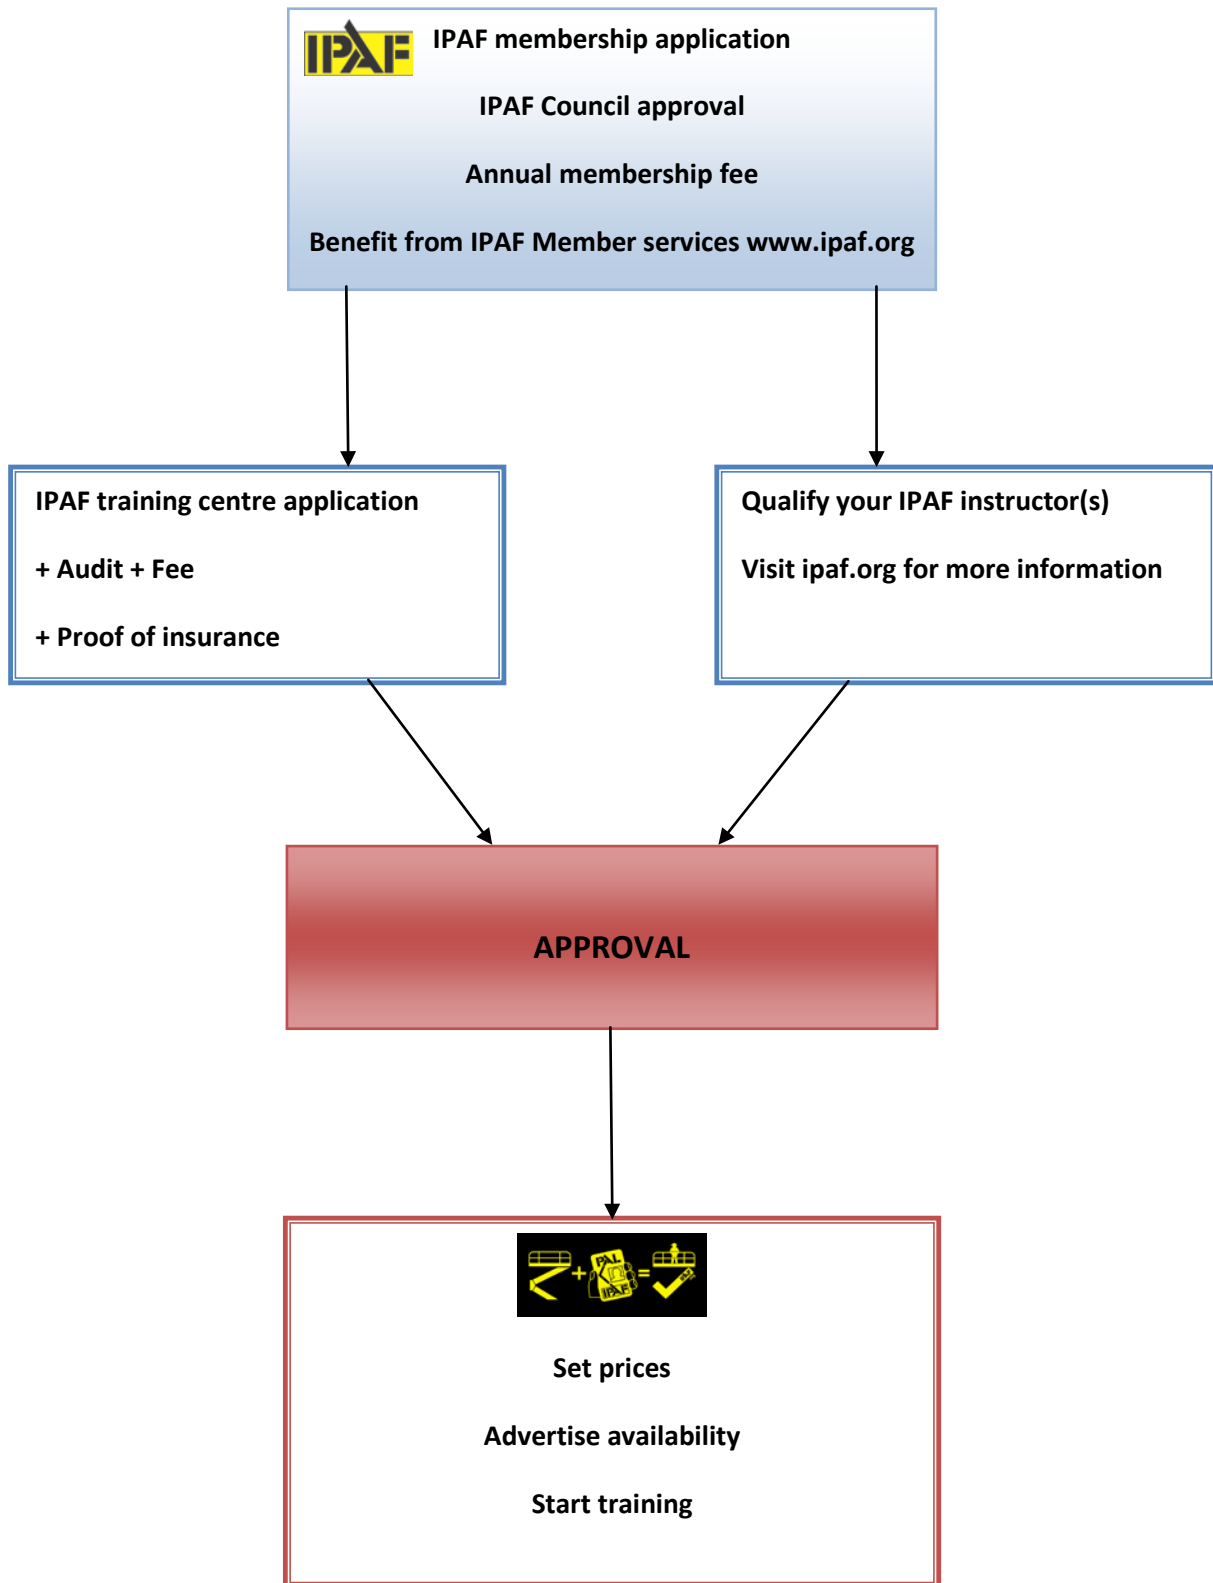 IPAF
IPAF membership application
IPAF Council approval
Annual membership fee
Benefit from IPAF Member services www.ipaf.org
IPAF training centre application
+ Audit + Fee
+ Proof of insurance
Qualify your IPAF instructor(s)
Visit ipaf.org for more information
APPROVAL
+ PAL IPAF =
Set prices
Advertise availability
Start training